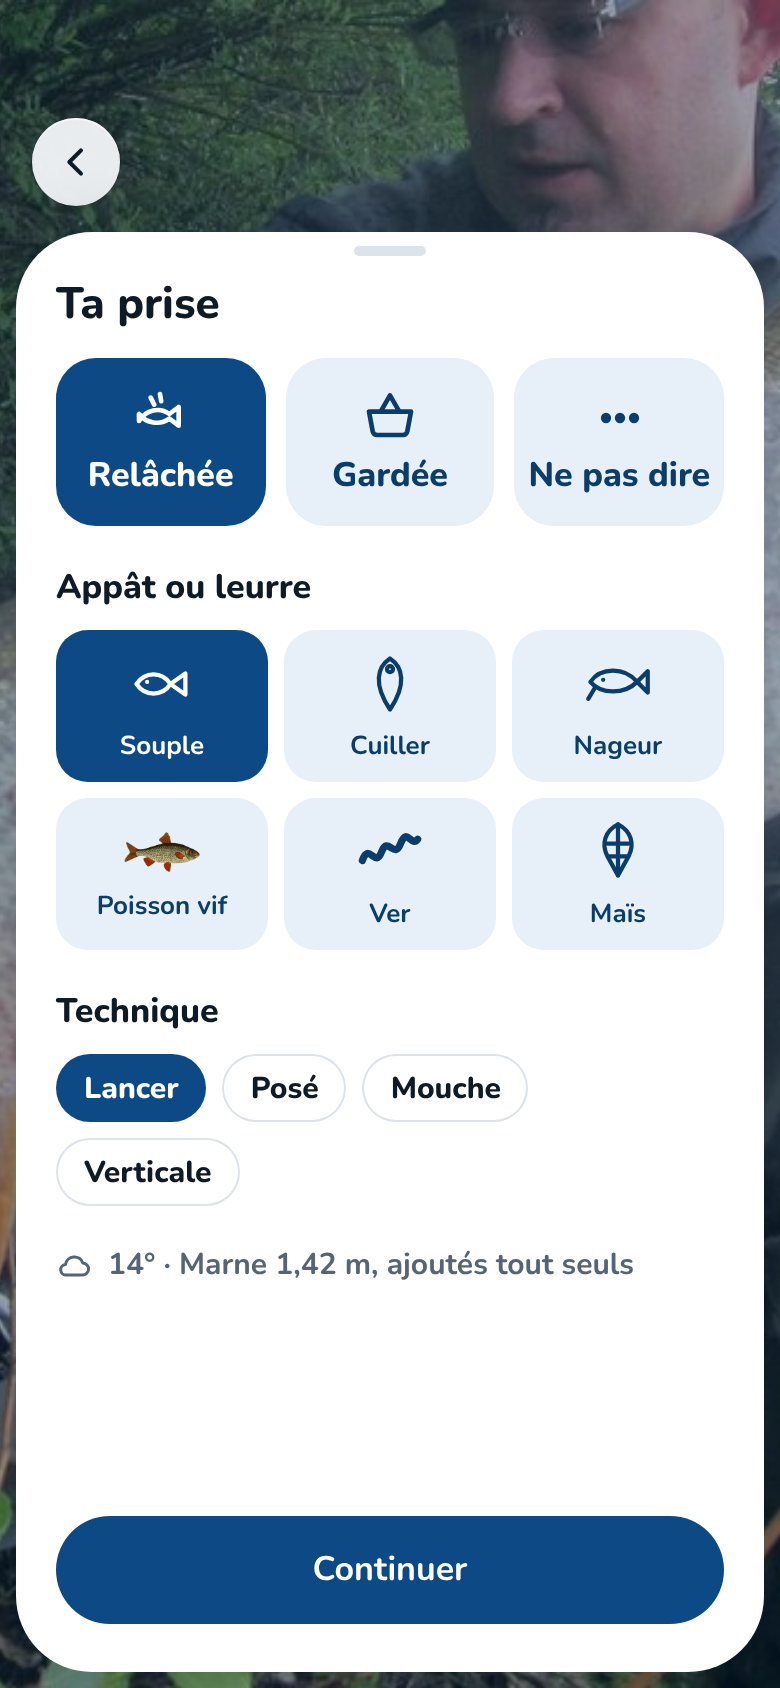 Ta prise
Relâchée
Gardée
Ne pas dire
Appât ou leurre
Souple
Cuiller
Nageur
Poisson vif
Ver
Maïs
Technique
Lancer
Posé
Mouche
Verticale
14° · Marne 1,42 m, ajoutés tout seuls
Continuer